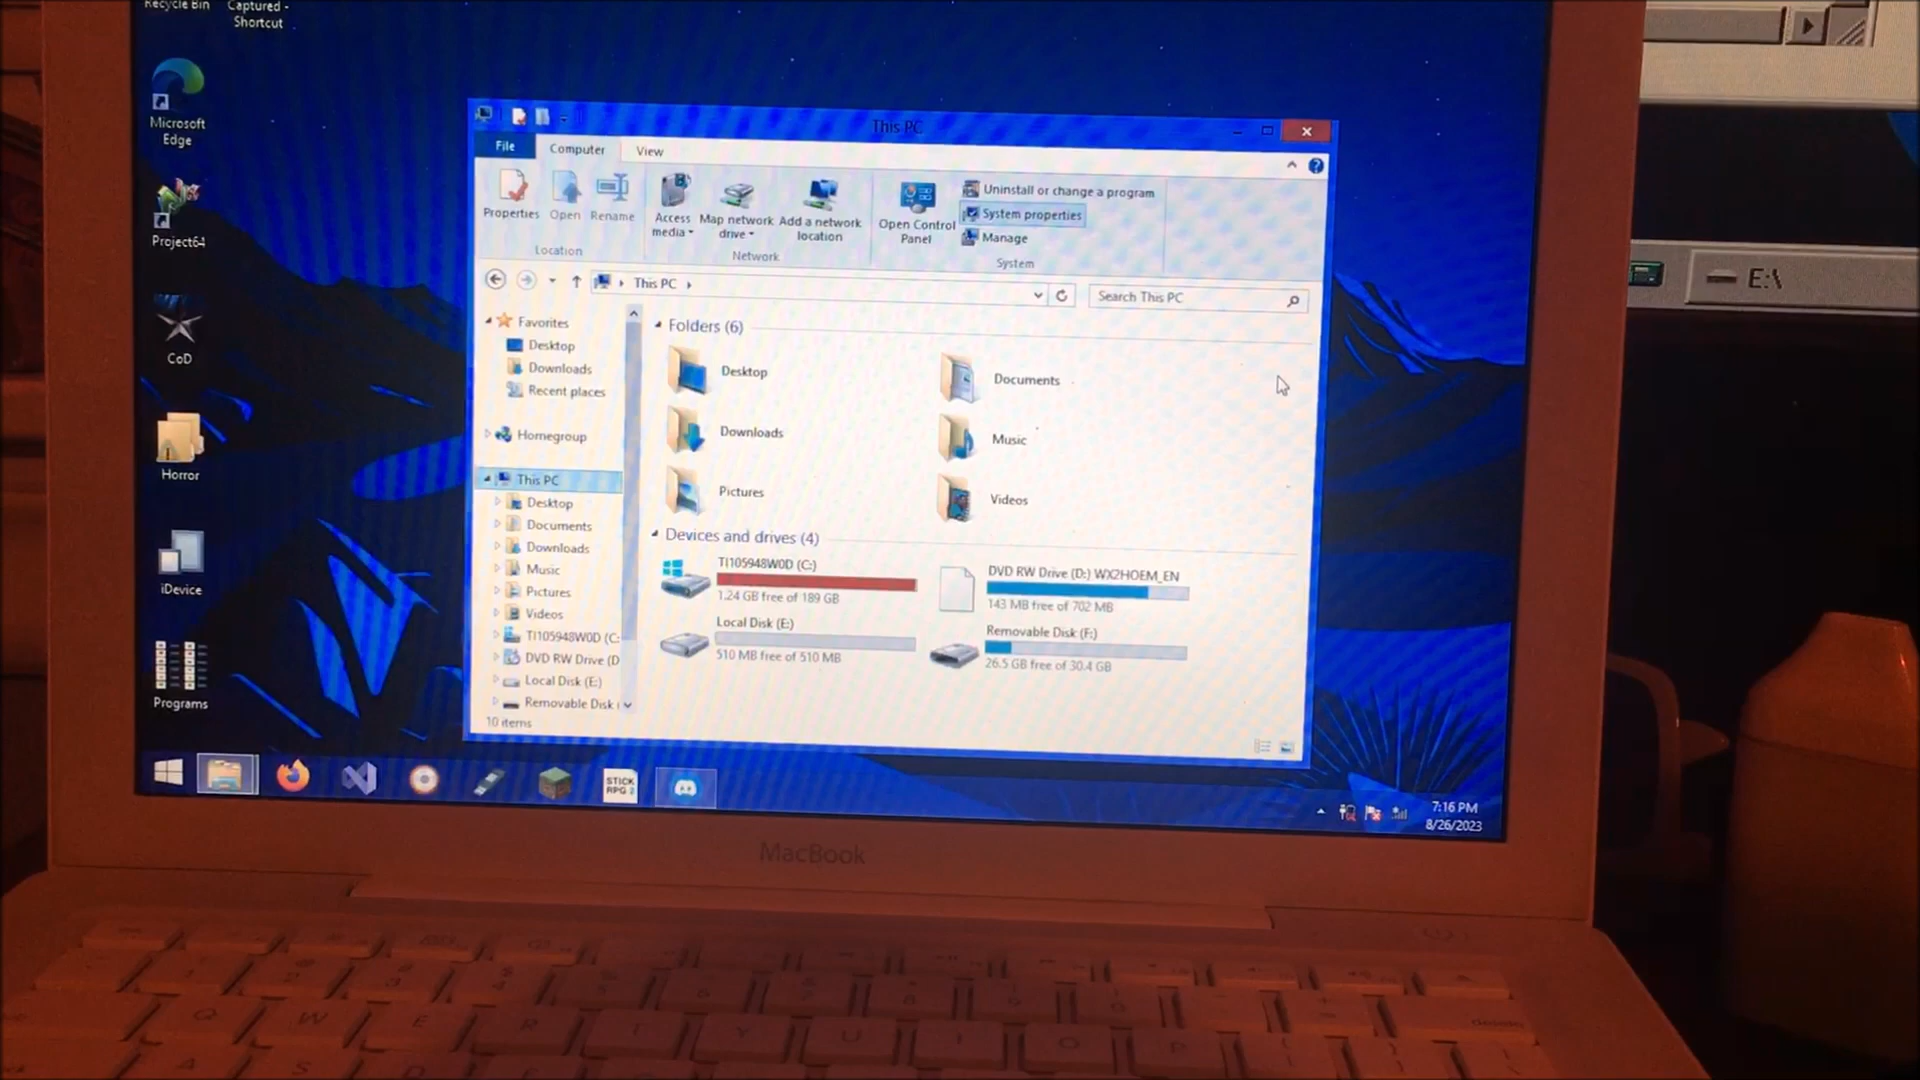 Recycle Bin
Captured -
Shortcut
Microsoft
Edge
Project64
CoD
Horror
iDevice
Programs
This PC
File
Computer
View
Properties
Open
Rename
Location
Access
media
Map network
drive
Add a network
location
Network
Open Control
Panel
Uninstall or change a program
System properties
Manage
System
This PC
Search This PC
Favorites
Desktop
Downloads
Recent places
Homegroup
This PC
Desktop
Documents
Downloads
Music
Pictures
Videos
TI105948W0D (C:
DVD RW Drive (D
Local Disk (E:)
Removable Disk (
10 items
Folders (6)
Desktop
Documents
Downloads
Music
Pictures
Videos
Devices and drives (4)
TI105948W0D (C:)
1.24 GB free of 189 GB
DVD RW Drive (D:) WX2HOEM_EN
143 MB free of 702 MB
Local Disk (E:)
510 MB free of 510 MB
Removable Disk (F:)
26.5 GB free of 30.4 GB
STICK
RPG 2
7:16 PM
8/26/2023
E:\
MacBook
Q W E R T Y U I O P
A S